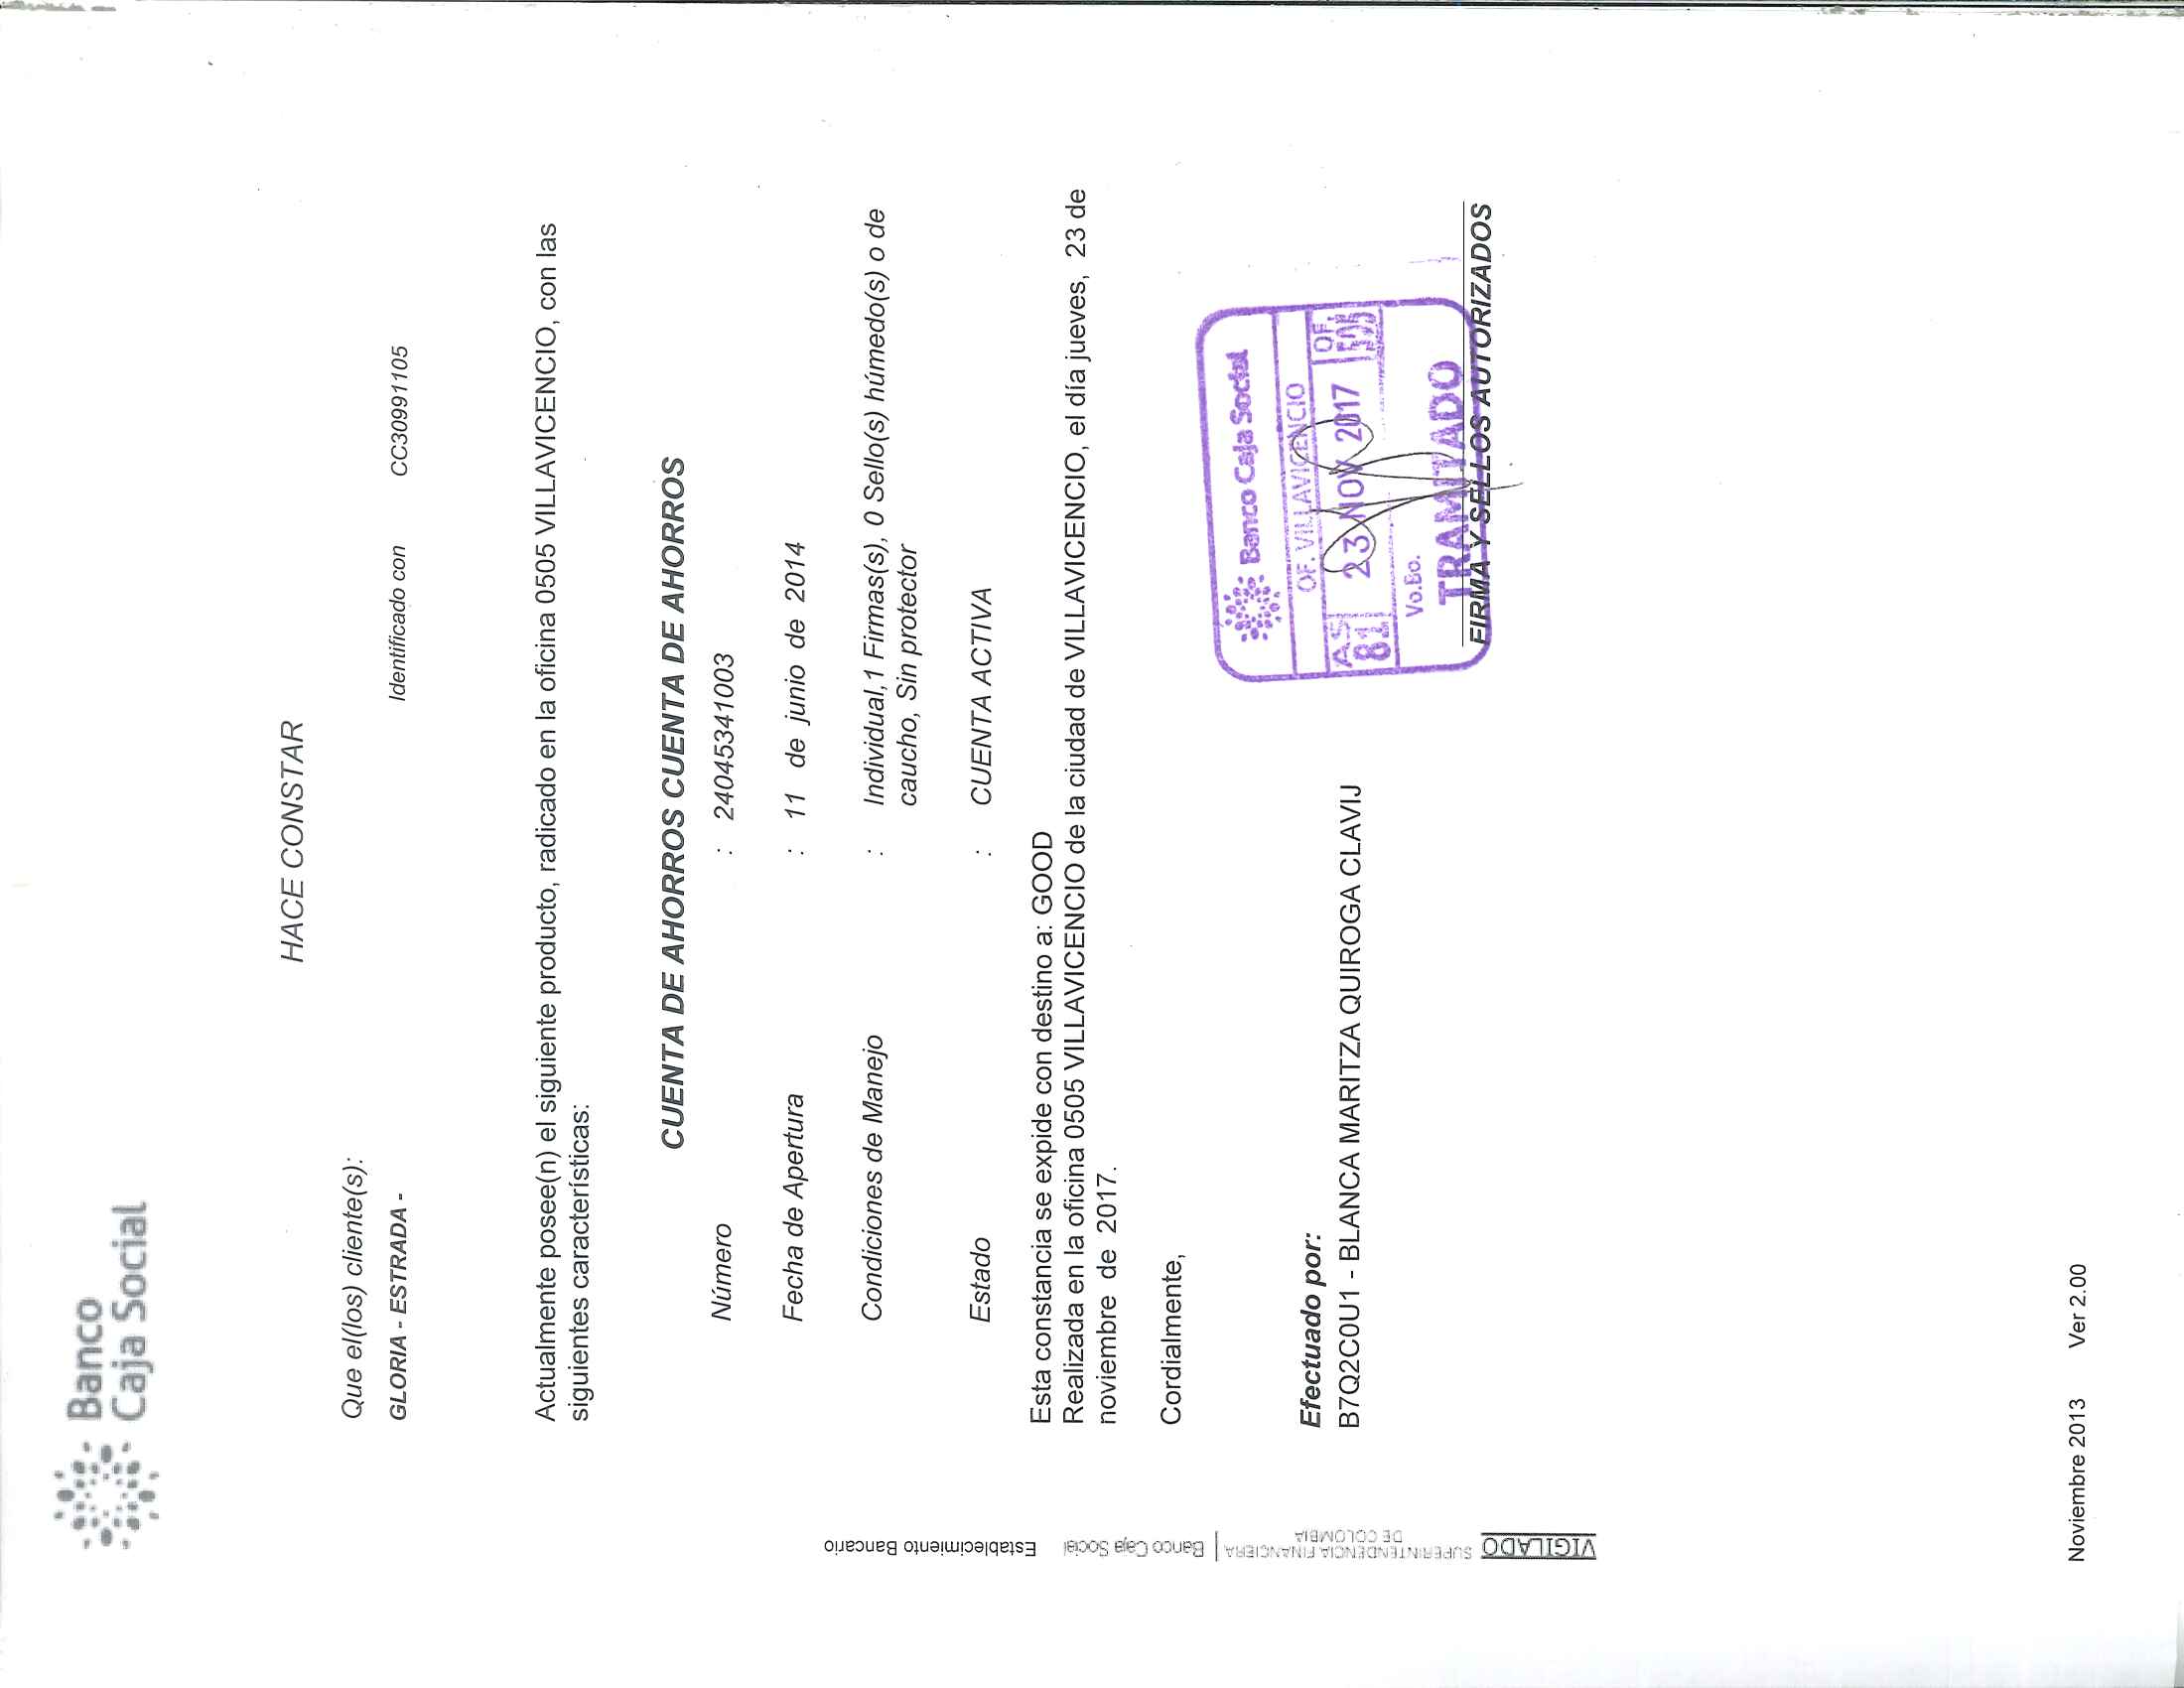 Banco
Caja Social
HACE CONSTAR
Que el(los) cliente(s):
GLORIA - ESTRADA - Identificado con CC30991105
Actualmente posee(n) el siguiente producto, radicado en la oficina 0505 VILLAVICENCIO, con las
siguientes características:
CUENTA DE AHORROS CUENTA DE AHORROS
Número : 24045341003
Fecha de Apertura : 11 de junio de 2014
Condiciones de Manejo : Individual,1 Firmas(s), 0 Sello(s) húmedo(s) o de
caucho, Sin protector
Estado : CUENTA ACTIVA
Esta constancia se expide con destino a: GOOD
Realizada en la oficina 0505 VILLAVICENCIO de la ciudad de VILLAVICENCIO, el día jueves, 23 de
noviembre de 2017.
Cordialmente,
Efectuado por:
B7Q2C0U1 - BLANCA MARITZA QUIROGA CLAVIJ
Banco Caja Social
OF. VILLAVICENCIO
AS 81 23 NOV 2017 OF. 505
Vo.Bo.
TRAMITADO
FIRMA Y SELLOS AUTORIZADOS
VIGILADO SUPERINTENDENCIA FINANCIERA DE COLOMBIA | Banco Caja Social Establecimiento Bancario
Noviembre 2013 Ver 2.00